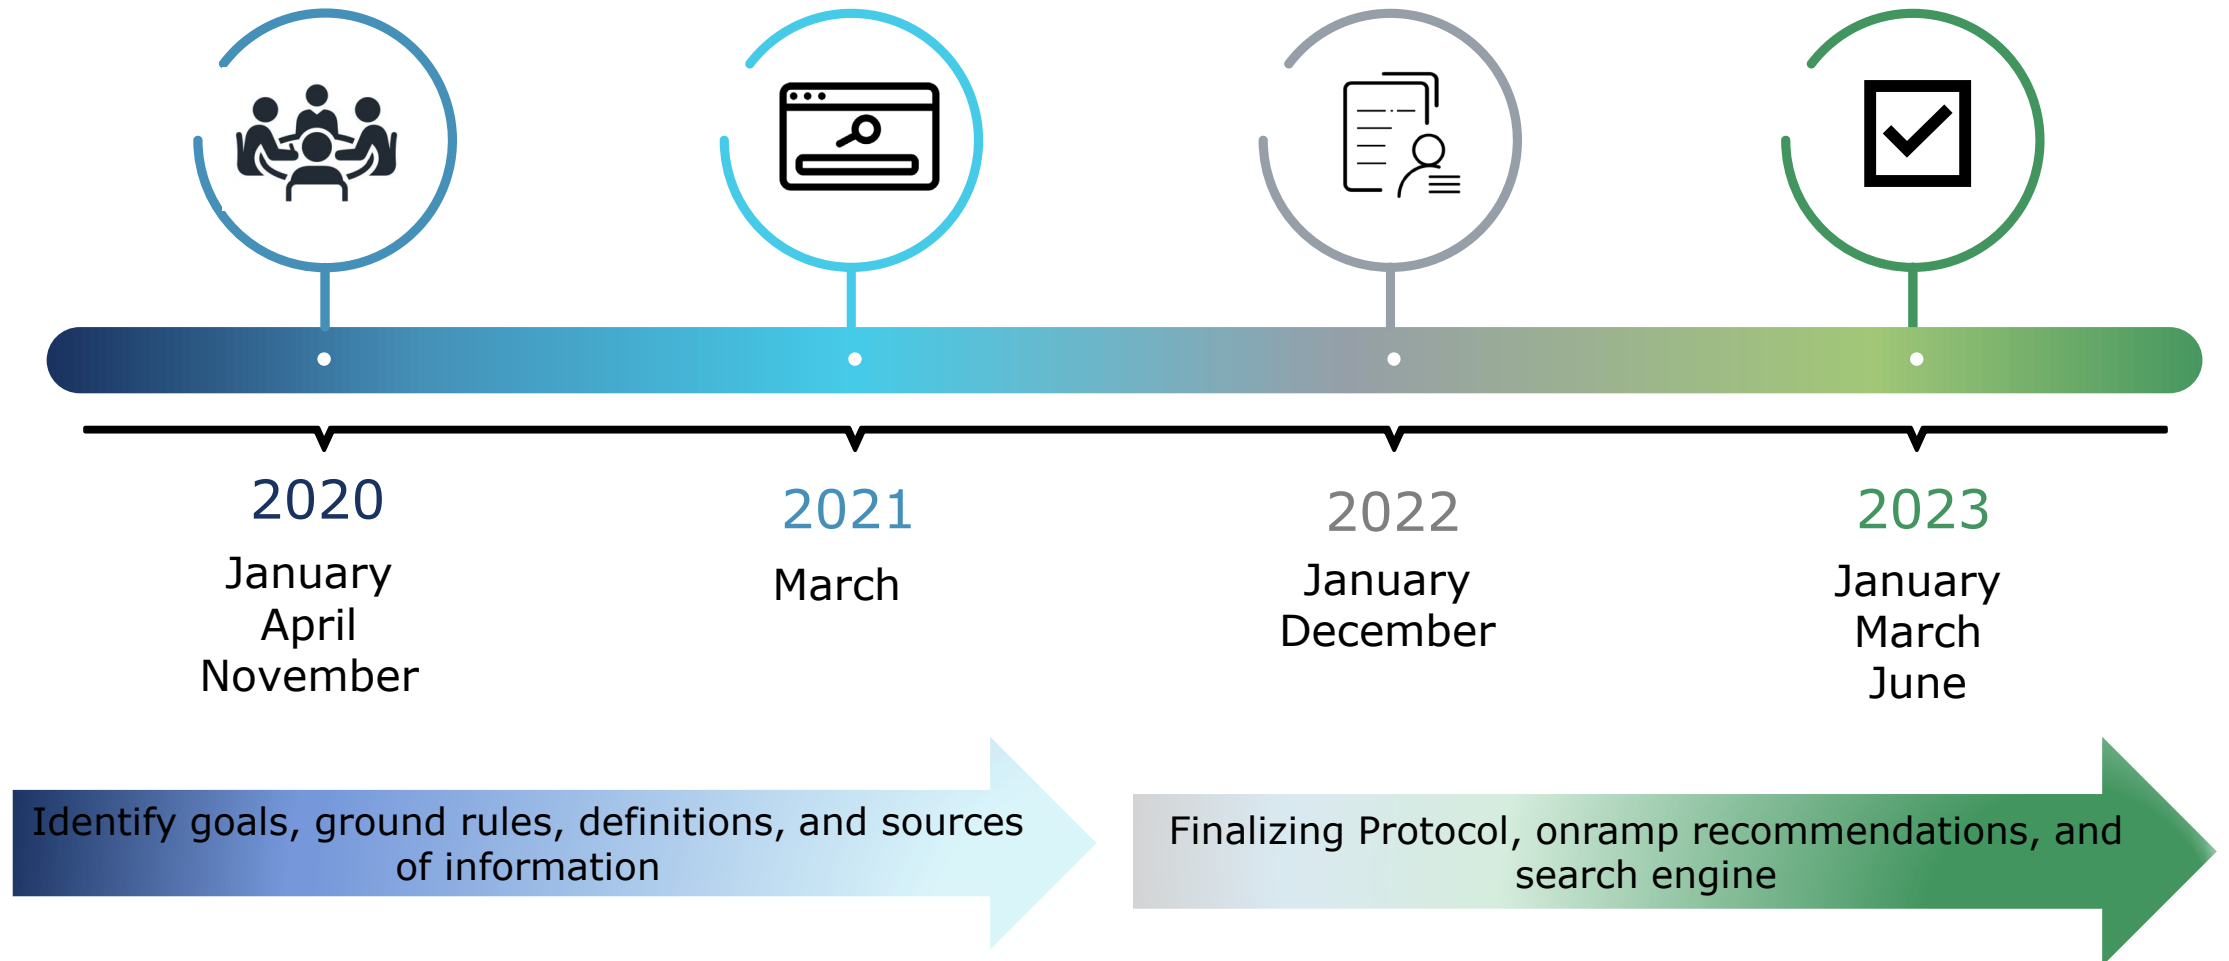 2020
January
April
November
2021
March
2022
January
December
2023
January
March
June
Identify goals, ground rules, definitions, and sources
of information
Finalizing Protocol, onramp recommendations, and
search engine